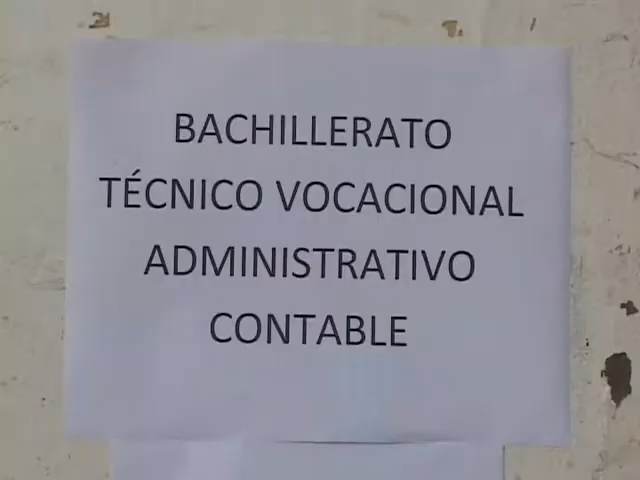 BACHILLERATO
TÉCNICO VOCACIONAL
ADMINISTRATIVO
CONTABLE